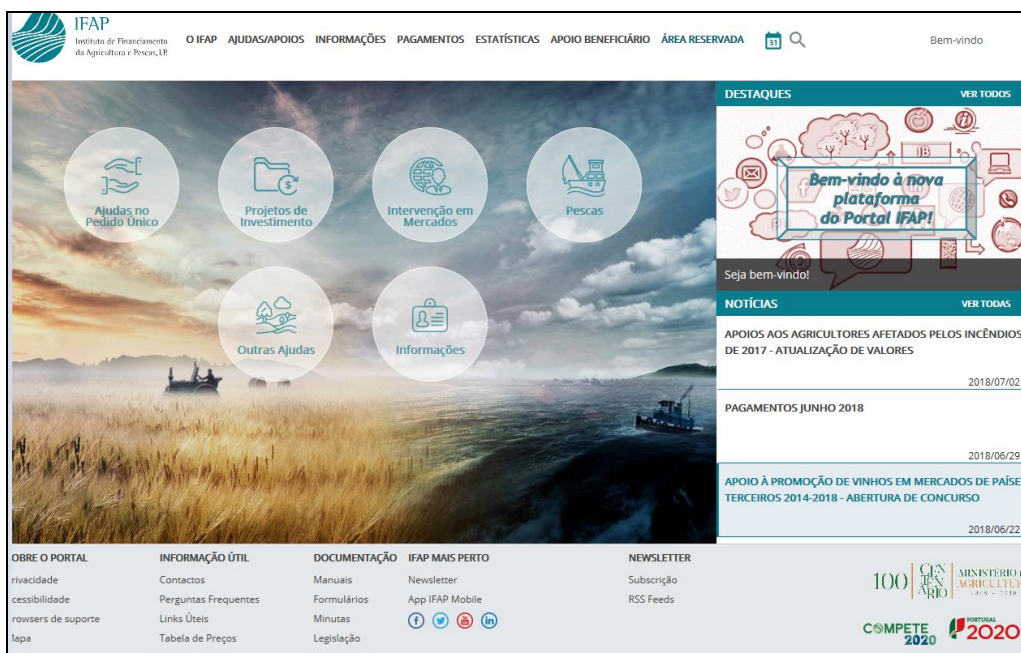 IFAP
Instituto de Financiamento
da Agricultura e Pescas, I.P.
O IFAP AJUDAS/APOIOS INFORMAÇÕES PAGAMENTOS ESTATÍSTICAS APOIO BENEFICIÁRIO ÁREA RESERVADA 31 Bem-vindo
Ajudas no
Pedido Único
Projetos de
Investimento
Intervenção em
Mercados
Pescas
Outras Ajudas
Informações
DESTAQUES VER TODOS
Bem-vindo à nova
plataforma
do Portal IFAP!
Seja bem-vindo!
NOTÍCIAS VER TODAS
APOIOS AOS AGRICULTORES AFETADOS PELOS INCÊNDIOS
DE 2017 - ATUALIZAÇÃO DE VALORES
2018/07/02
PAGAMENTOS JUNHO 2018
2018/06/29
APOIO À PROMOÇÃO DE VINHOS EM MERCADOS DE PAÍSE
TERCEIROS 2014-2018 - ABERTURA DE CONCURSO
2018/06/22
OBRE O PORTAL
rivacidade
cessibilidade
rowsers de suporte
apa
INFORMAÇÃO ÚTIL
Contactos
Perguntas Frequentes
Links Úteis
Tabela de Preços
DOCUMENTAÇÃO
Manuais
Formulários
Minutas
Legislação
IFAP MAIS PERTO
Newsletter
App IFAP Mobile
NEWSLETTER
Subscrição
RSS Feeds
100 CENTENÁRIO
MINISTÉRIO
AGRICULTUR
1918 - 2018
COMPETE
2020
PORTUGAL
2020